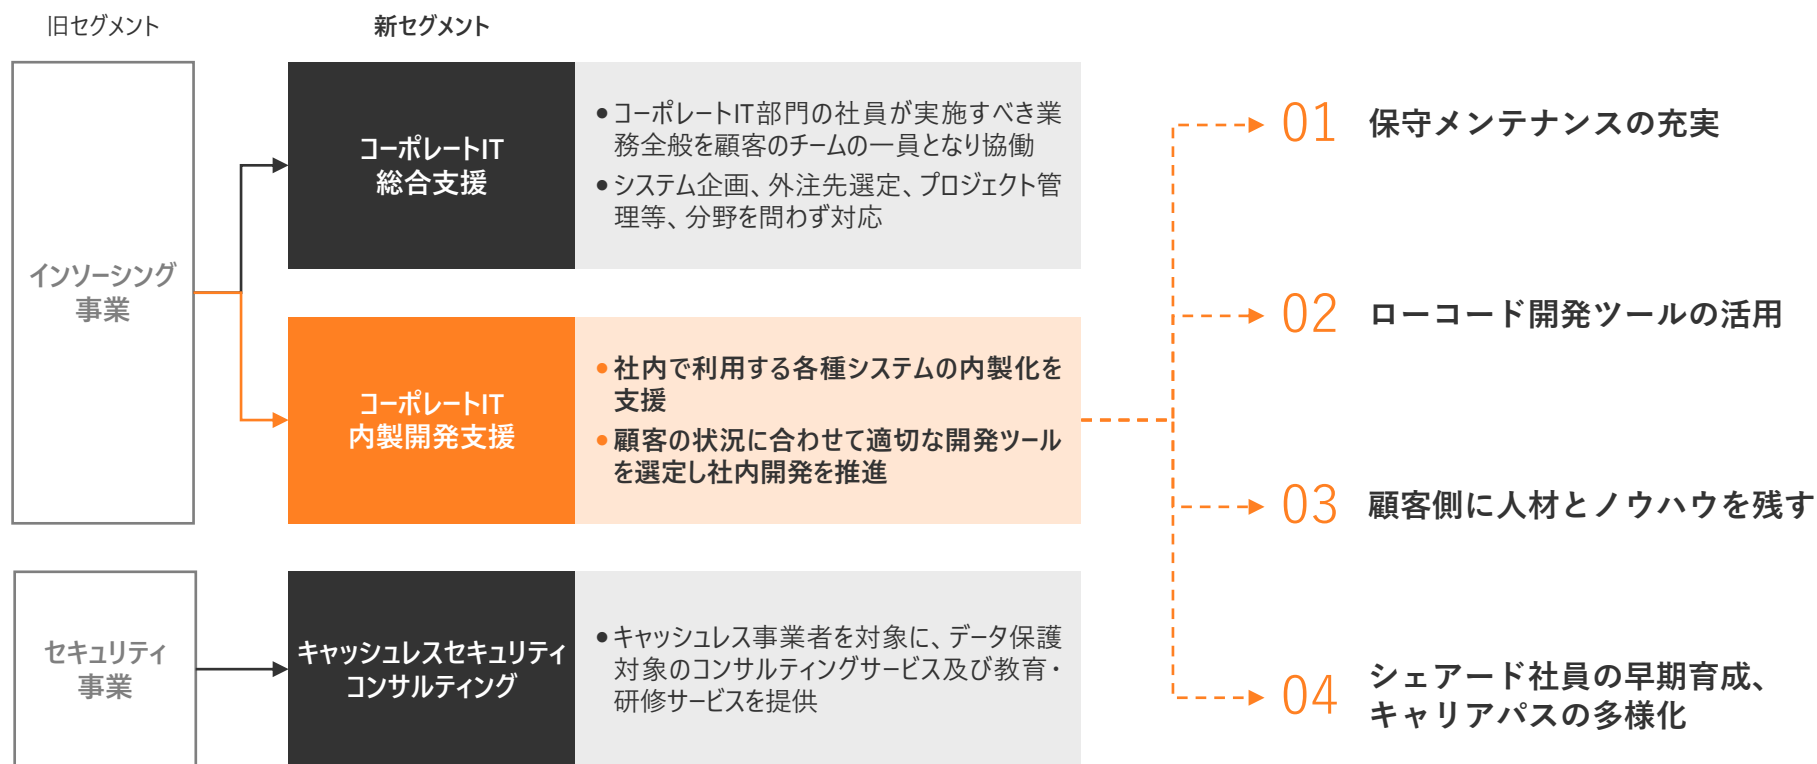 旧セグメント
新セグメント
インソーシング
事業
コーポレートIT
総合支援
●コーポレートIT部門の社員が実施すべき業
務全般を顧客のチームの一員となり協働
●システム企画、外注先選定、プロジェクト管
理等、分野を問わず対応
コーポレートIT
内製開発支援
●社内で利用する各種システムの内製化を
支援
●顧客の状況に合わせて適切な開発ツール
を選定し社内開発を推進
セキュリティ
事業
キャッシュレスセキュリティ
コンサルティング
●キャッシュレス事業者を対象に、データ保護
対象のコンサルティングサービス及び教育・
研修サービスを提供
01 保守メンテナンスの充実
02 ローコード開発ツールの活用
03 顧客側に人材とノウハウを残す
04 シェアード社員の早期育成、
キャリアパスの多様化